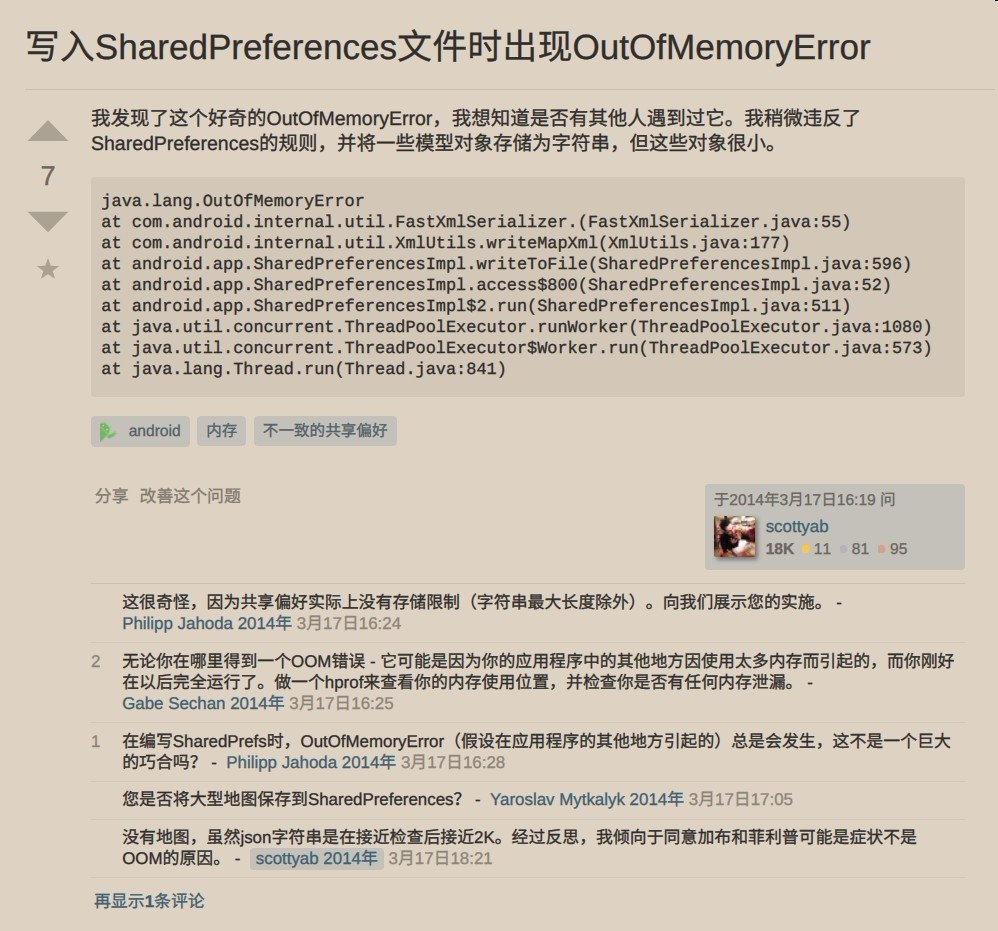 写入SharedPreferences文件时出现OutOfMemoryError
我发现了这个好奇的OutOfMemoryError，我想知道是否有其他人遇到过它。我稍微违反了
SharedPreferences的规则，并将一些模型对象存储为字符串，但这些对象很小。
7
java.lang.OutOfMemoryError
at com.android.internal.util.FastXmlSerializer.(FastXmlSerializer.java:55)
at com.android.internal.util.XmlUtils.writeMapXml(XmlUtils.java:177)
at android.app.SharedPreferencesImpl.writeToFile(SharedPreferencesImpl.java:596)
at android.app.SharedPreferencesImpl.access$800(SharedPreferencesImpl.java:52)
at android.app.SharedPreferencesImpl$2.run(SharedPreferencesImpl.java:511)
at java.util.concurrent.ThreadPoolExecutor.runWorker(ThreadPoolExecutor.java:1080)
at java.util.concurrent.ThreadPoolExecutor$Worker.run(ThreadPoolExecutor.java:573)
at java.lang.Thread.run(Thread.java:841)
android 内存 不一致的共享偏好
分享 改善这个问题
于2014年3月17日16:19 问
scottyab
18K 11 81 95
这很奇怪，因为共享偏好实际上没有存储限制（字符串最大长度除外）。向我们展示您的实施。 -
Philipp Jahoda 2014年 3月17日16:24
2 无论你在哪里得到一个OOM错误 - 它可能是因为你的应用程序中的其他地方因使用太多内存而引起的，而你刚好
在以后完全运行了。做一个hprof来查看你的内存使用位置，并检查你是否有任何内存泄漏。 -
Gabe Sechan 2014年 3月17日16:25
1 在编写SharedPrefs时，OutOfMemoryError（假设在应用程序的其他地方引起的）总是会发生，这不是一个巨大
的巧合吗？ - Philipp Jahoda 2014年 3月17日16:28
您是否将大型地图保存到SharedPreferences？ - Yaroslav Mytkalyk 2014年 3月17日17:05
没有地图，虽然json字符串是在接近检查后接近2K。经过反思，我倾向于同意加布和菲利普可能是症状不是
OOM的原因。 - scottyab 2014年 3月17日18:21
再显示1条评论